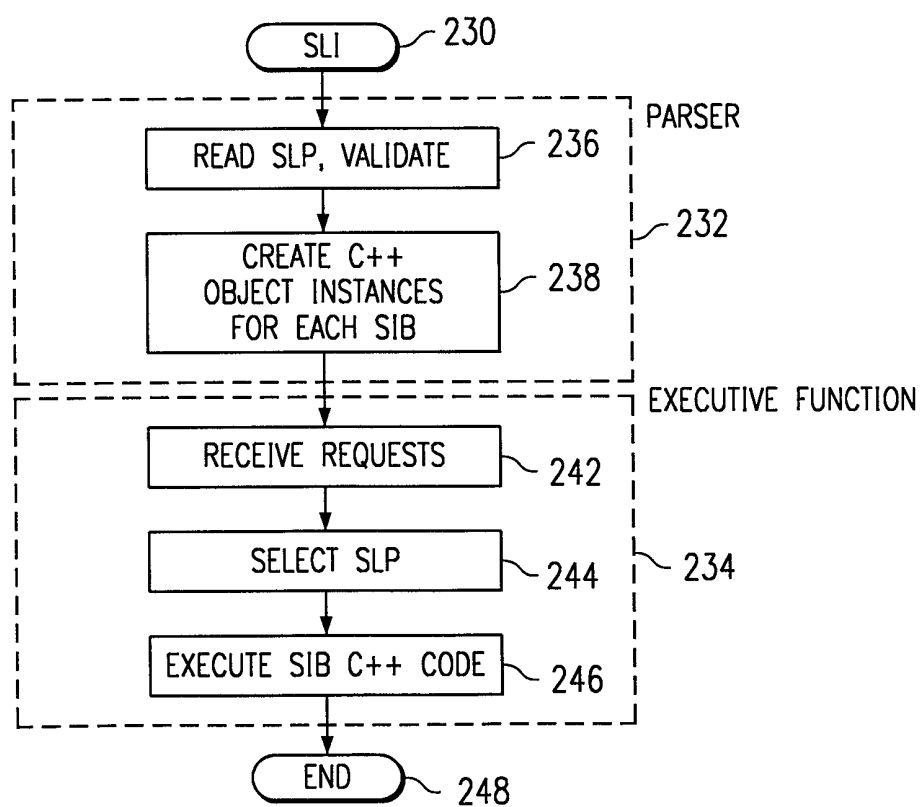 SLI
230
PARSER
READ SLP, VALIDATE
236
232
CREATE C++
OBJECT INSTANCES
FOR EACH SIB
238
EXECUTIVE FUNCTION
RECEIVE REQUESTS
242
SELECT SLP
244
234
EXECUTE SIB C++ CODE
246
END
248